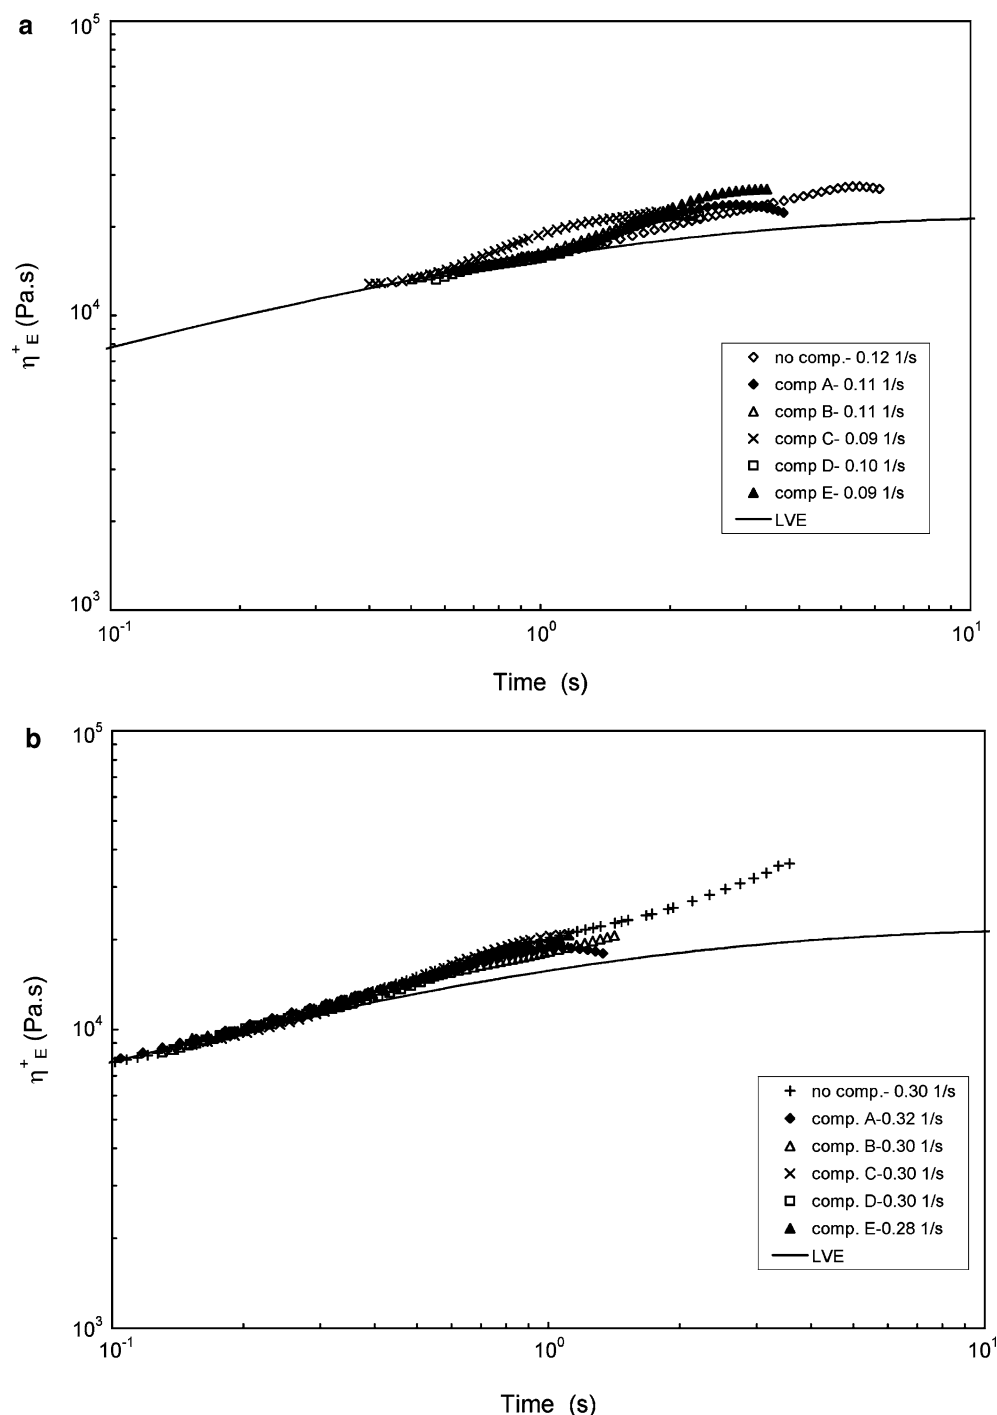 a
10^5
10^4
10^3
η^+_E (Pa.s)
no comp.- 0.12 1/s
comp A- 0.11 1/s
comp B- 0.11 1/s
comp C- 0.09 1/s
comp D- 0.10 1/s
comp E- 0.09 1/s
LVE
10^-1 10^0 10^1
Time (s)
b
10^5
10^4
10^3
η^+_E (Pa.s)
no comp.- 0.30 1/s
comp. A-0.32 1/s
comp. B-0.30 1/s
comp. C-0.30 1/s
comp. D-0.30 1/s
comp. E-0.28 1/s
LVE
10^-1 10^0 10^1
Time (s)